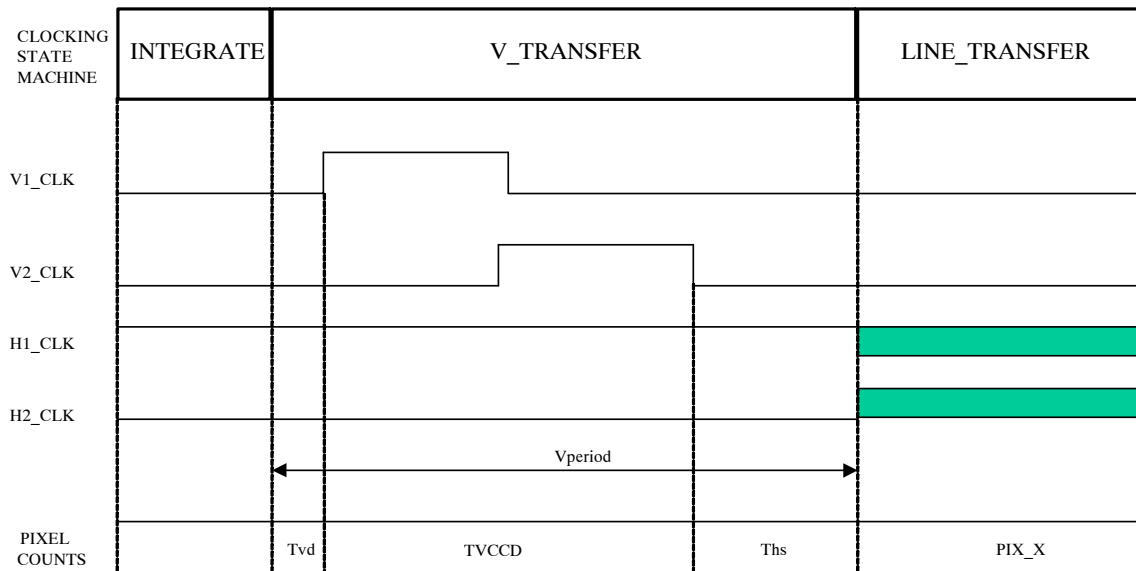 CLOCKING
STATE
MACHINE
INTEGRATE
V_TRANSFER
LINE_TRANSFER
V1_CLK
V2_CLK
H1_CLK
H2_CLK
Vperiod
PIXEL
COUNTS
Tvd
TVCCD
Ths
PIX_X